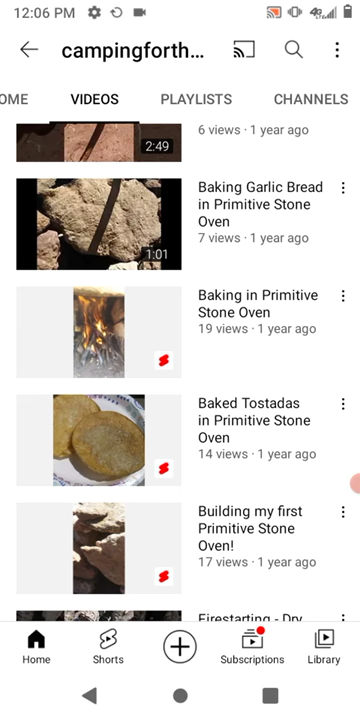 12:06 PM
4G
campingforth...
OME VIDEOS PLAYLISTS CHANNELS
6 views · 1 year ago
2:49
Baking Garlic Bread
in Primitive Stone
Oven
7 views · 1 year ago
1:01
Baking in Primitive
Stone Oven
19 views · 1 year ago
Baked Tostadas
in Primitive Stone
Oven
14 views · 1 year ago
Building my first
Primitive Stone
Oven!
17 views · 1 year ago
Firestarting - Dry
Home Shorts Subscriptions Library